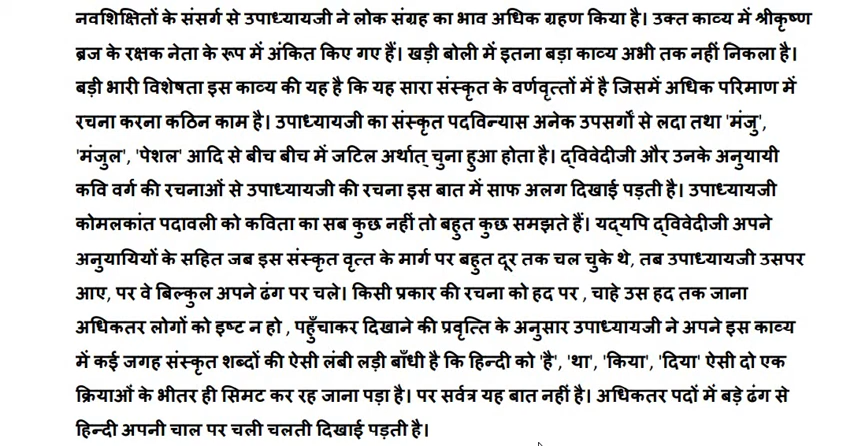 नवशिक्षितों के संसर्ग से उपाध्यायजी ने लोक संग्रह का भाव अधिक ग्रहण किया है। उक्त काव्य में श्रीकृष्ण
ब्रज के रक्षक नेता के रूप में अंकित किए गए हैं। खड़ी बोली में इतना बड़ा काव्य अभी तक नहीं निकला है।
बड़ी भारी विशेषता इस काव्य की यह है कि यह सारा संस्कृत के वर्णवृत्तों में है जिसमें अधिक परिमाण में
रचना करना कठिन काम है। उपाध्यायजी का संस्कृत पदविन्यास अनेक उपसर्गों से लदा तथा 'मंजु',
'मंजुल', 'पेशल' आदि से बीच बीच में जटिल अर्थात् चुना हुआ होता है। द्विवेदीजी और उनके अनुयायी
कवि वर्ग की रचनाओं से उपाध्यायजी की रचना इस बात में साफ अलग दिखाई पड़ती है। उपाध्यायजी
कोमलकांत पदावली को कविता का सब कुछ नहीं तो बहुत कुछ समझते हैं। यद्यपि द्विवेदीजी अपने
अनुयायियों के सहित जब इस संस्कृत वृत्त के मार्ग पर बहुत दूर तक चल चुके थे, तब उपाध्यायजी उसपर
आए, पर वे बिल्कुल अपने ढंग पर चले। किसी प्रकार की रचना को हद पर , चाहे उस हद तक जाना
अधिकतर लोगों को इष्ट न हो , पहुँचाकर दिखाने की प्रवृत्ति के अनुसार उपाध्यायजी ने अपने इस काव्य
में कई जगह संस्कृत शब्दों की ऐसी लंबी लड़ी बाँधी है कि हिन्दी को 'है', 'था', 'किया', 'दिया' ऐसी दो एक
क्रियाओं के भीतर ही सिमट कर रह जाना पड़ा है। पर सर्वत्र यह बात नहीं है। अधिकतर पदों में बड़े ढंग से
हिन्दी अपनी चाल पर चली चलती दिखाई पड़ती है।